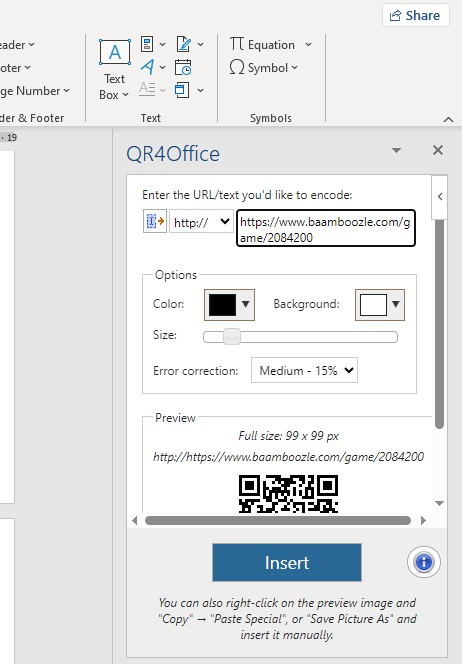 Share
eader
Equation
oter
Text
Box
Symbol
ge Number
der & Footer
Text
Symbols
19
QR4Office
Enter the URL/text you'd like to encode:
http://
https://www.baamboozle.com/g
ame/2084200
Options
Color:
Background:
Size:
Error correction:
Medium - 15%
Preview
Full size: 99 x 99 px
http://https://www.baamboozle.com/game/2084200
Insert
You can also right-click on the preview image and
"Copy" → "Paste Special", or "Save Picture As" and
insert it manually.